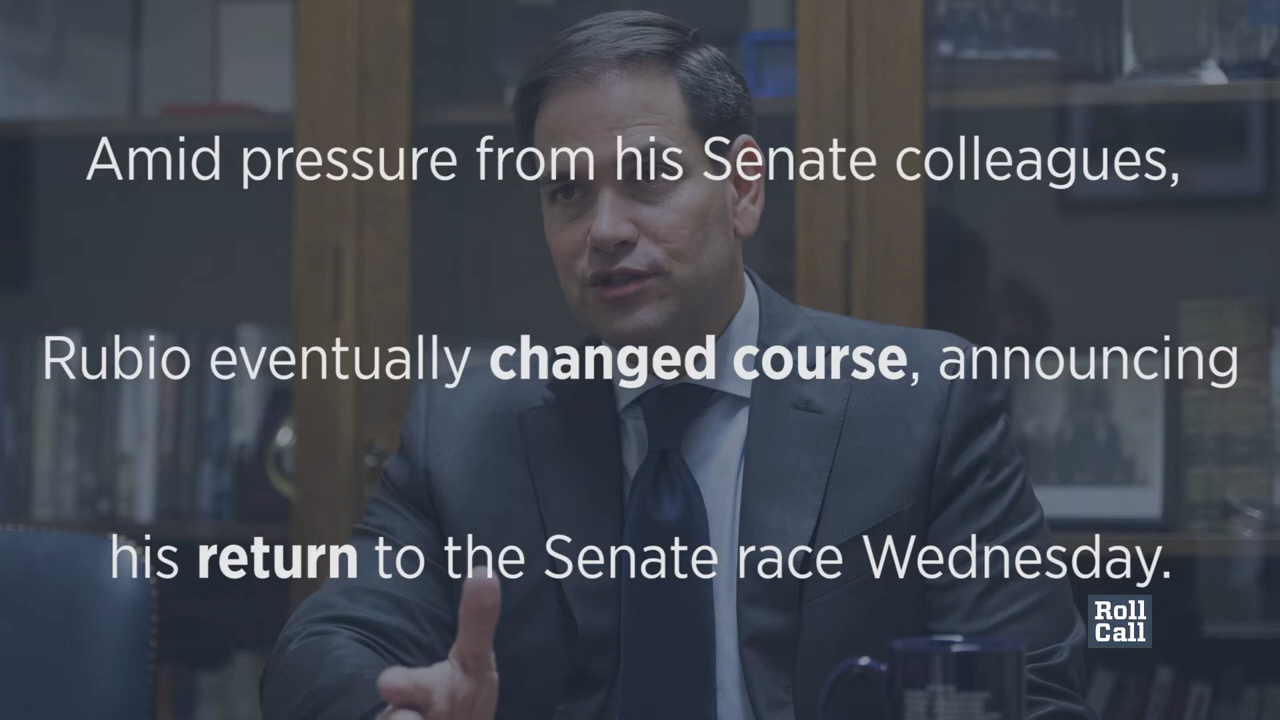 Amid pressure from his Senate colleagues,
Rubio eventually changed course, announcing
his return to the Senate race Wednesday.
Roll
Call